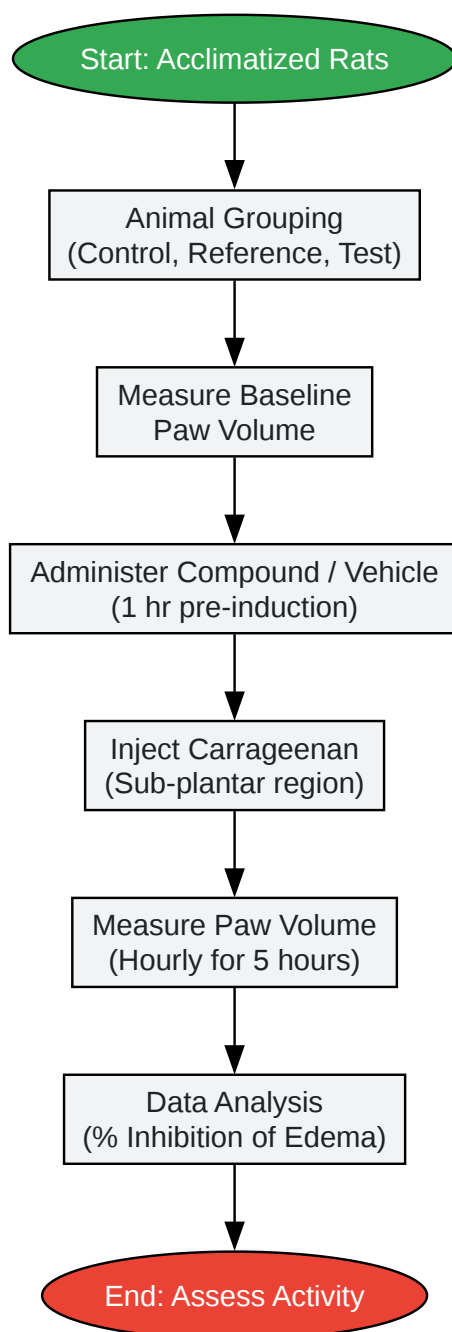 Start: Acclimatized Rats
Animal Grouping
(Control, Reference, Test)
Measure Baseline
Paw Volume
Administer Compound / Vehicle
(1 hr pre-induction)
Inject Carrageenan
(Sub-plantar region)
Measure Paw Volume
(Hourly for 5 hours)
Data Analysis
(% Inhibition of Edema)
End: Assess Activity